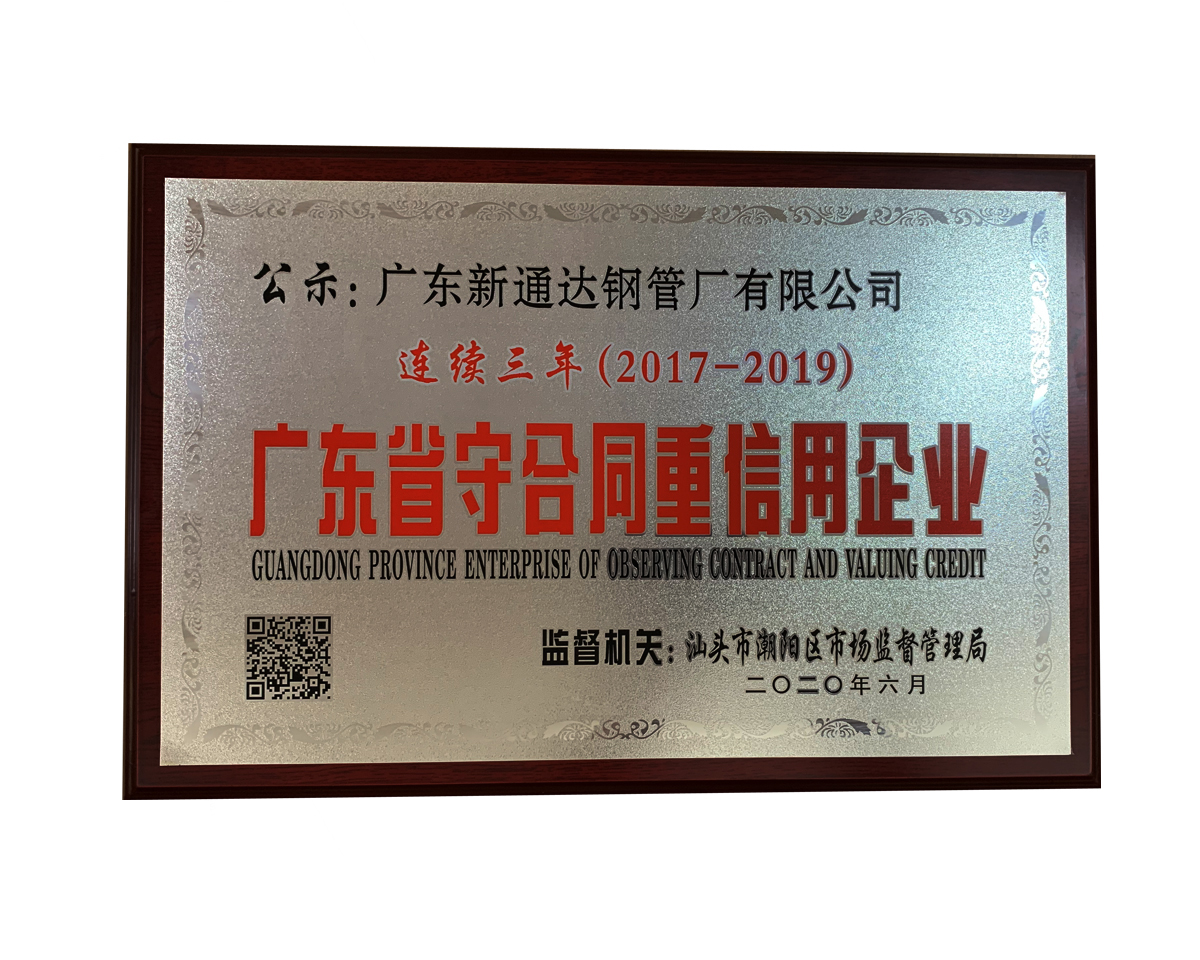 公示:广东新通达钢管厂有限公司
连续三年(2017-2019)
广东省守合同重信用企业
GUANGDONG PROVINCE ENTERPRISE OF OBSERVING CONTRACT AND VALUING CREDIT
监督机关:汕头市潮阳区市场监督管理局
二〇二〇年六月